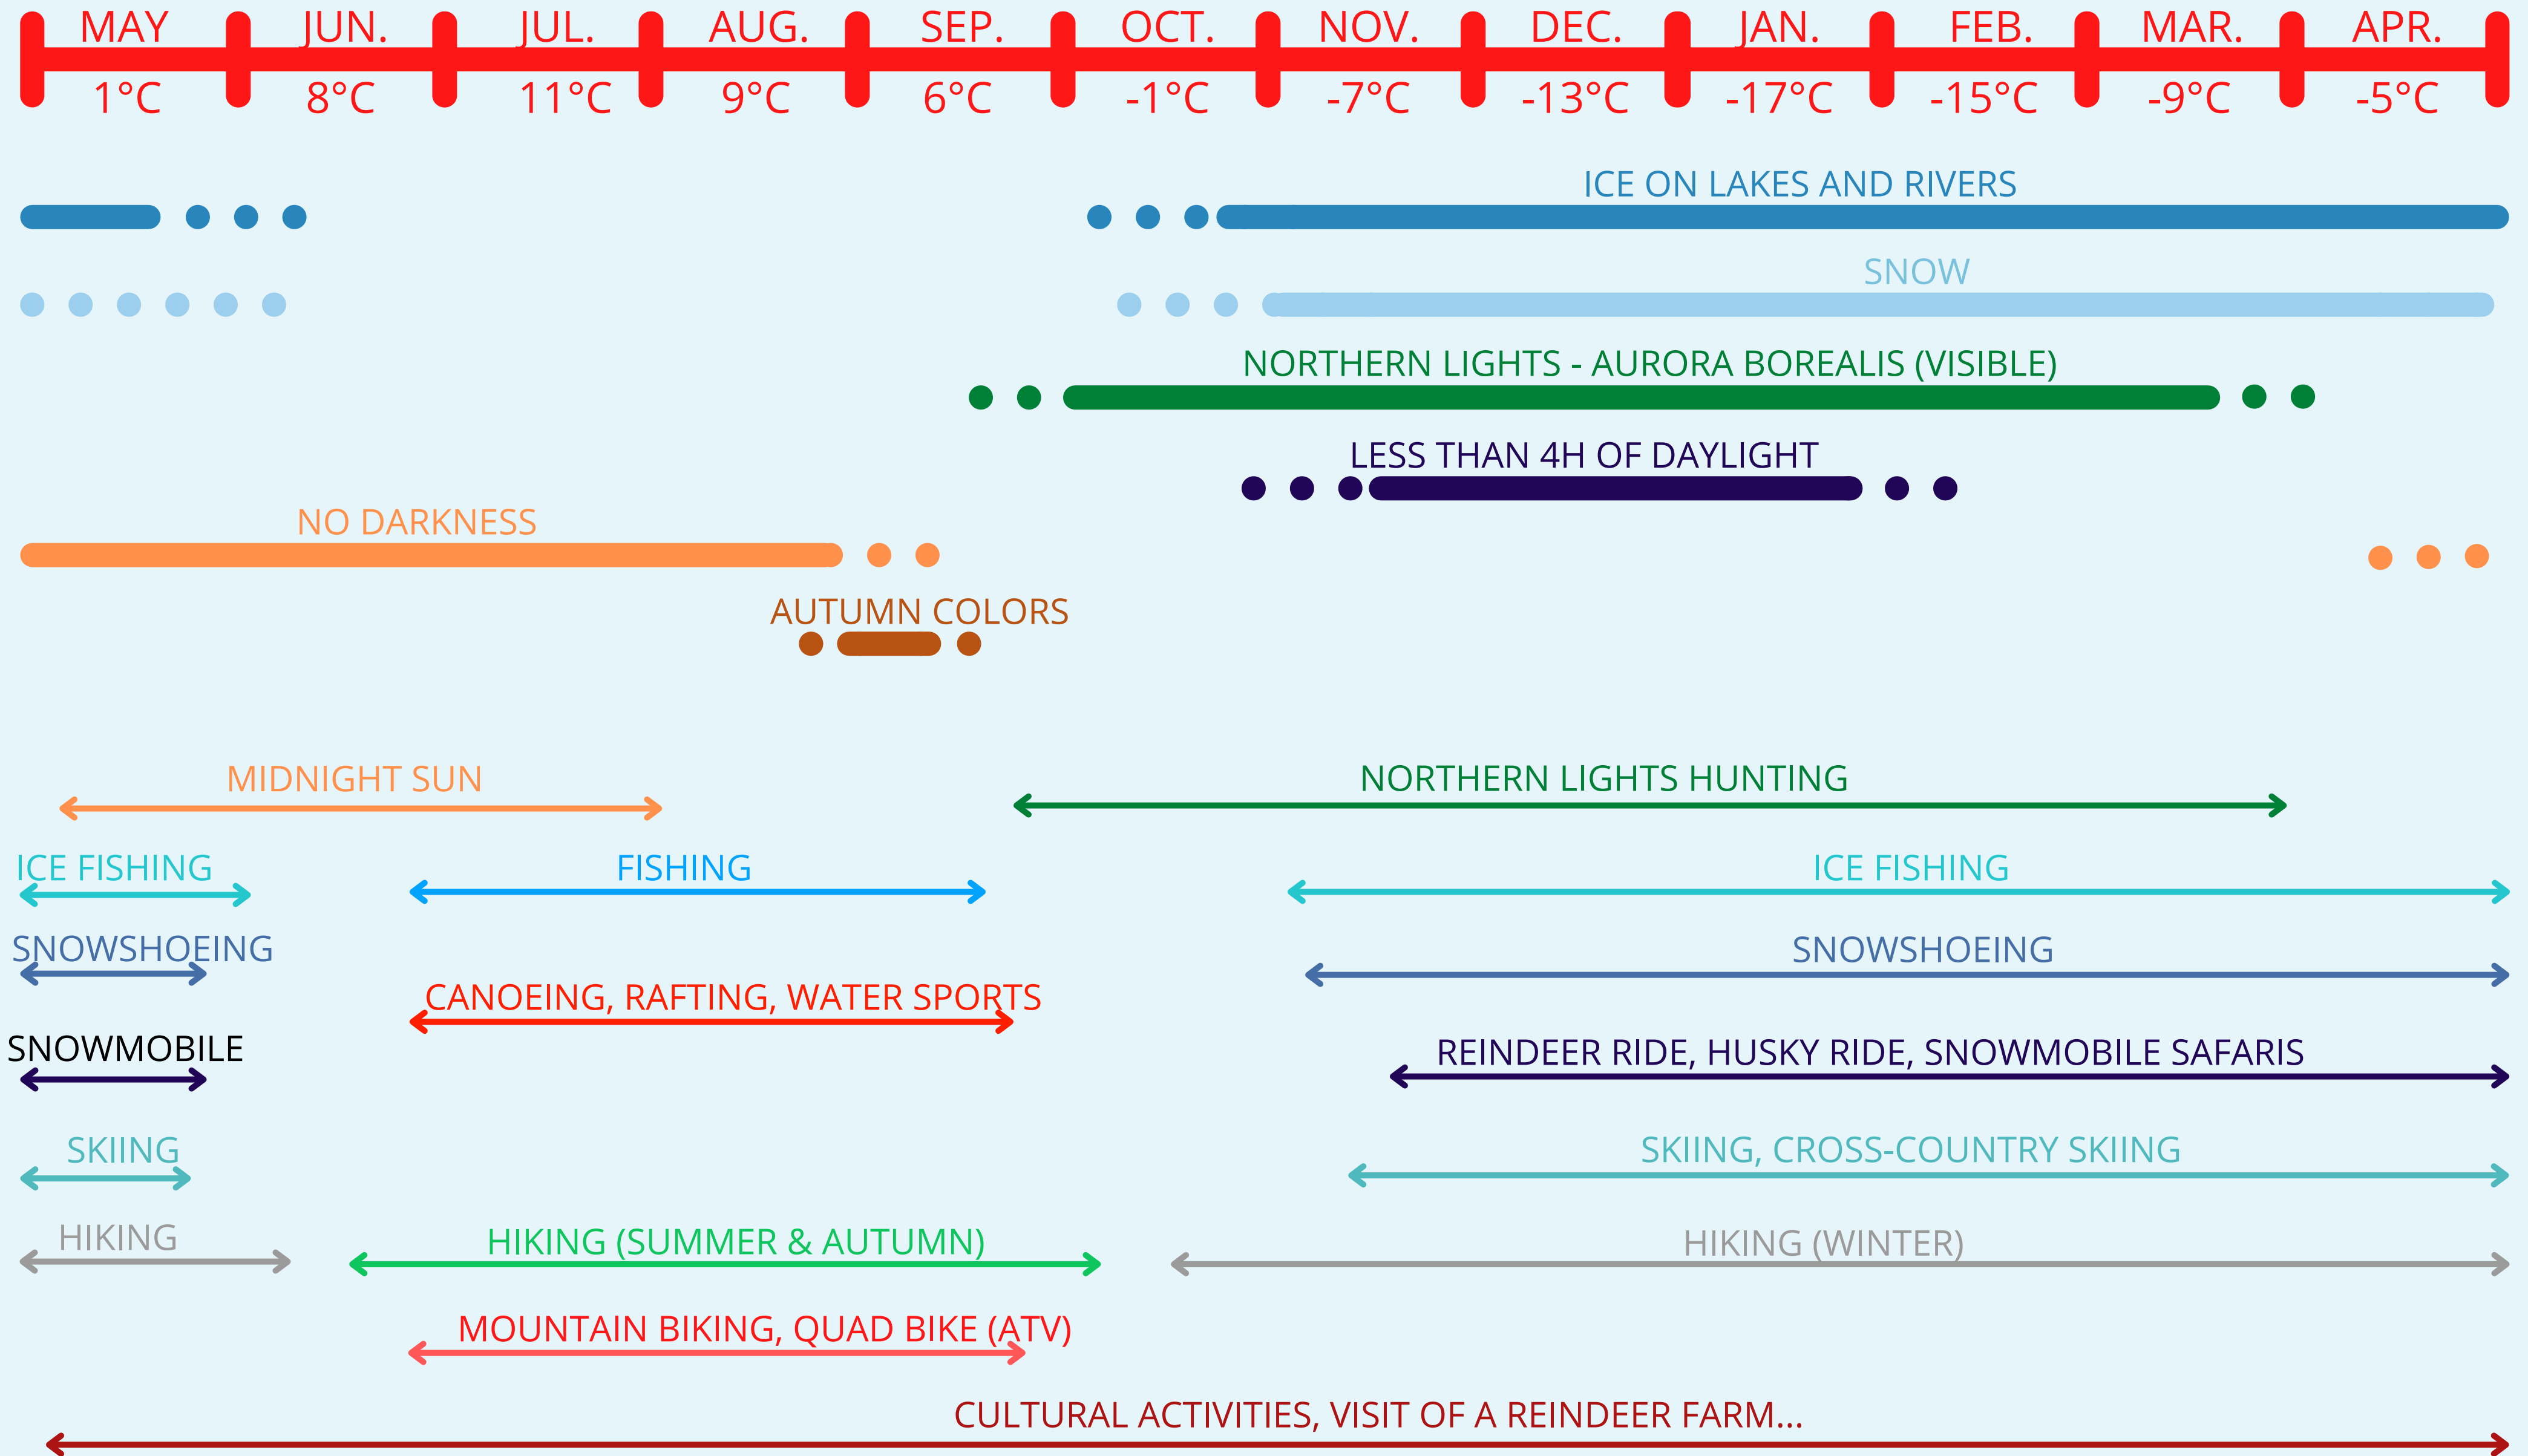 MAY JUN. JUL. AUG. SEP. OCT. NOV. DEC. JAN. FEB. MAR. APR.
1°C 8°C 11°C 9°C 6°C -1°C -7°C -13°C -17°C -15°C -9°C -5°C
ICE ON LAKES AND RIVERS
SNOW
NORTHERN LIGHTS - AURORA BOREALIS (VISIBLE)
LESS THAN 4H OF DAYLIGHT
NO DARKNESS
AUTUMN COLORS
MIDNIGHT SUN NORTHERN LIGHTS HUNTING
ICE FISHING FISHING ICE FISHING
SNOWSHOEING SNOWSHOEING
CANOEING, RAFTING, WATER SPORTS
SNOWMOBILE REINDEER RIDE, HUSKY RIDE, SNOWMOBILE SAFARIS
SKIING SKIING, CROSS-COUNTRY SKIING
HIKING HIKING (SUMMER & AUTUMN) HIKING (WINTER)
MOUNTAIN BIKING, QUAD BIKE (ATV)
CULTURAL ACTIVITIES, VISIT OF A REINDEER FARM...